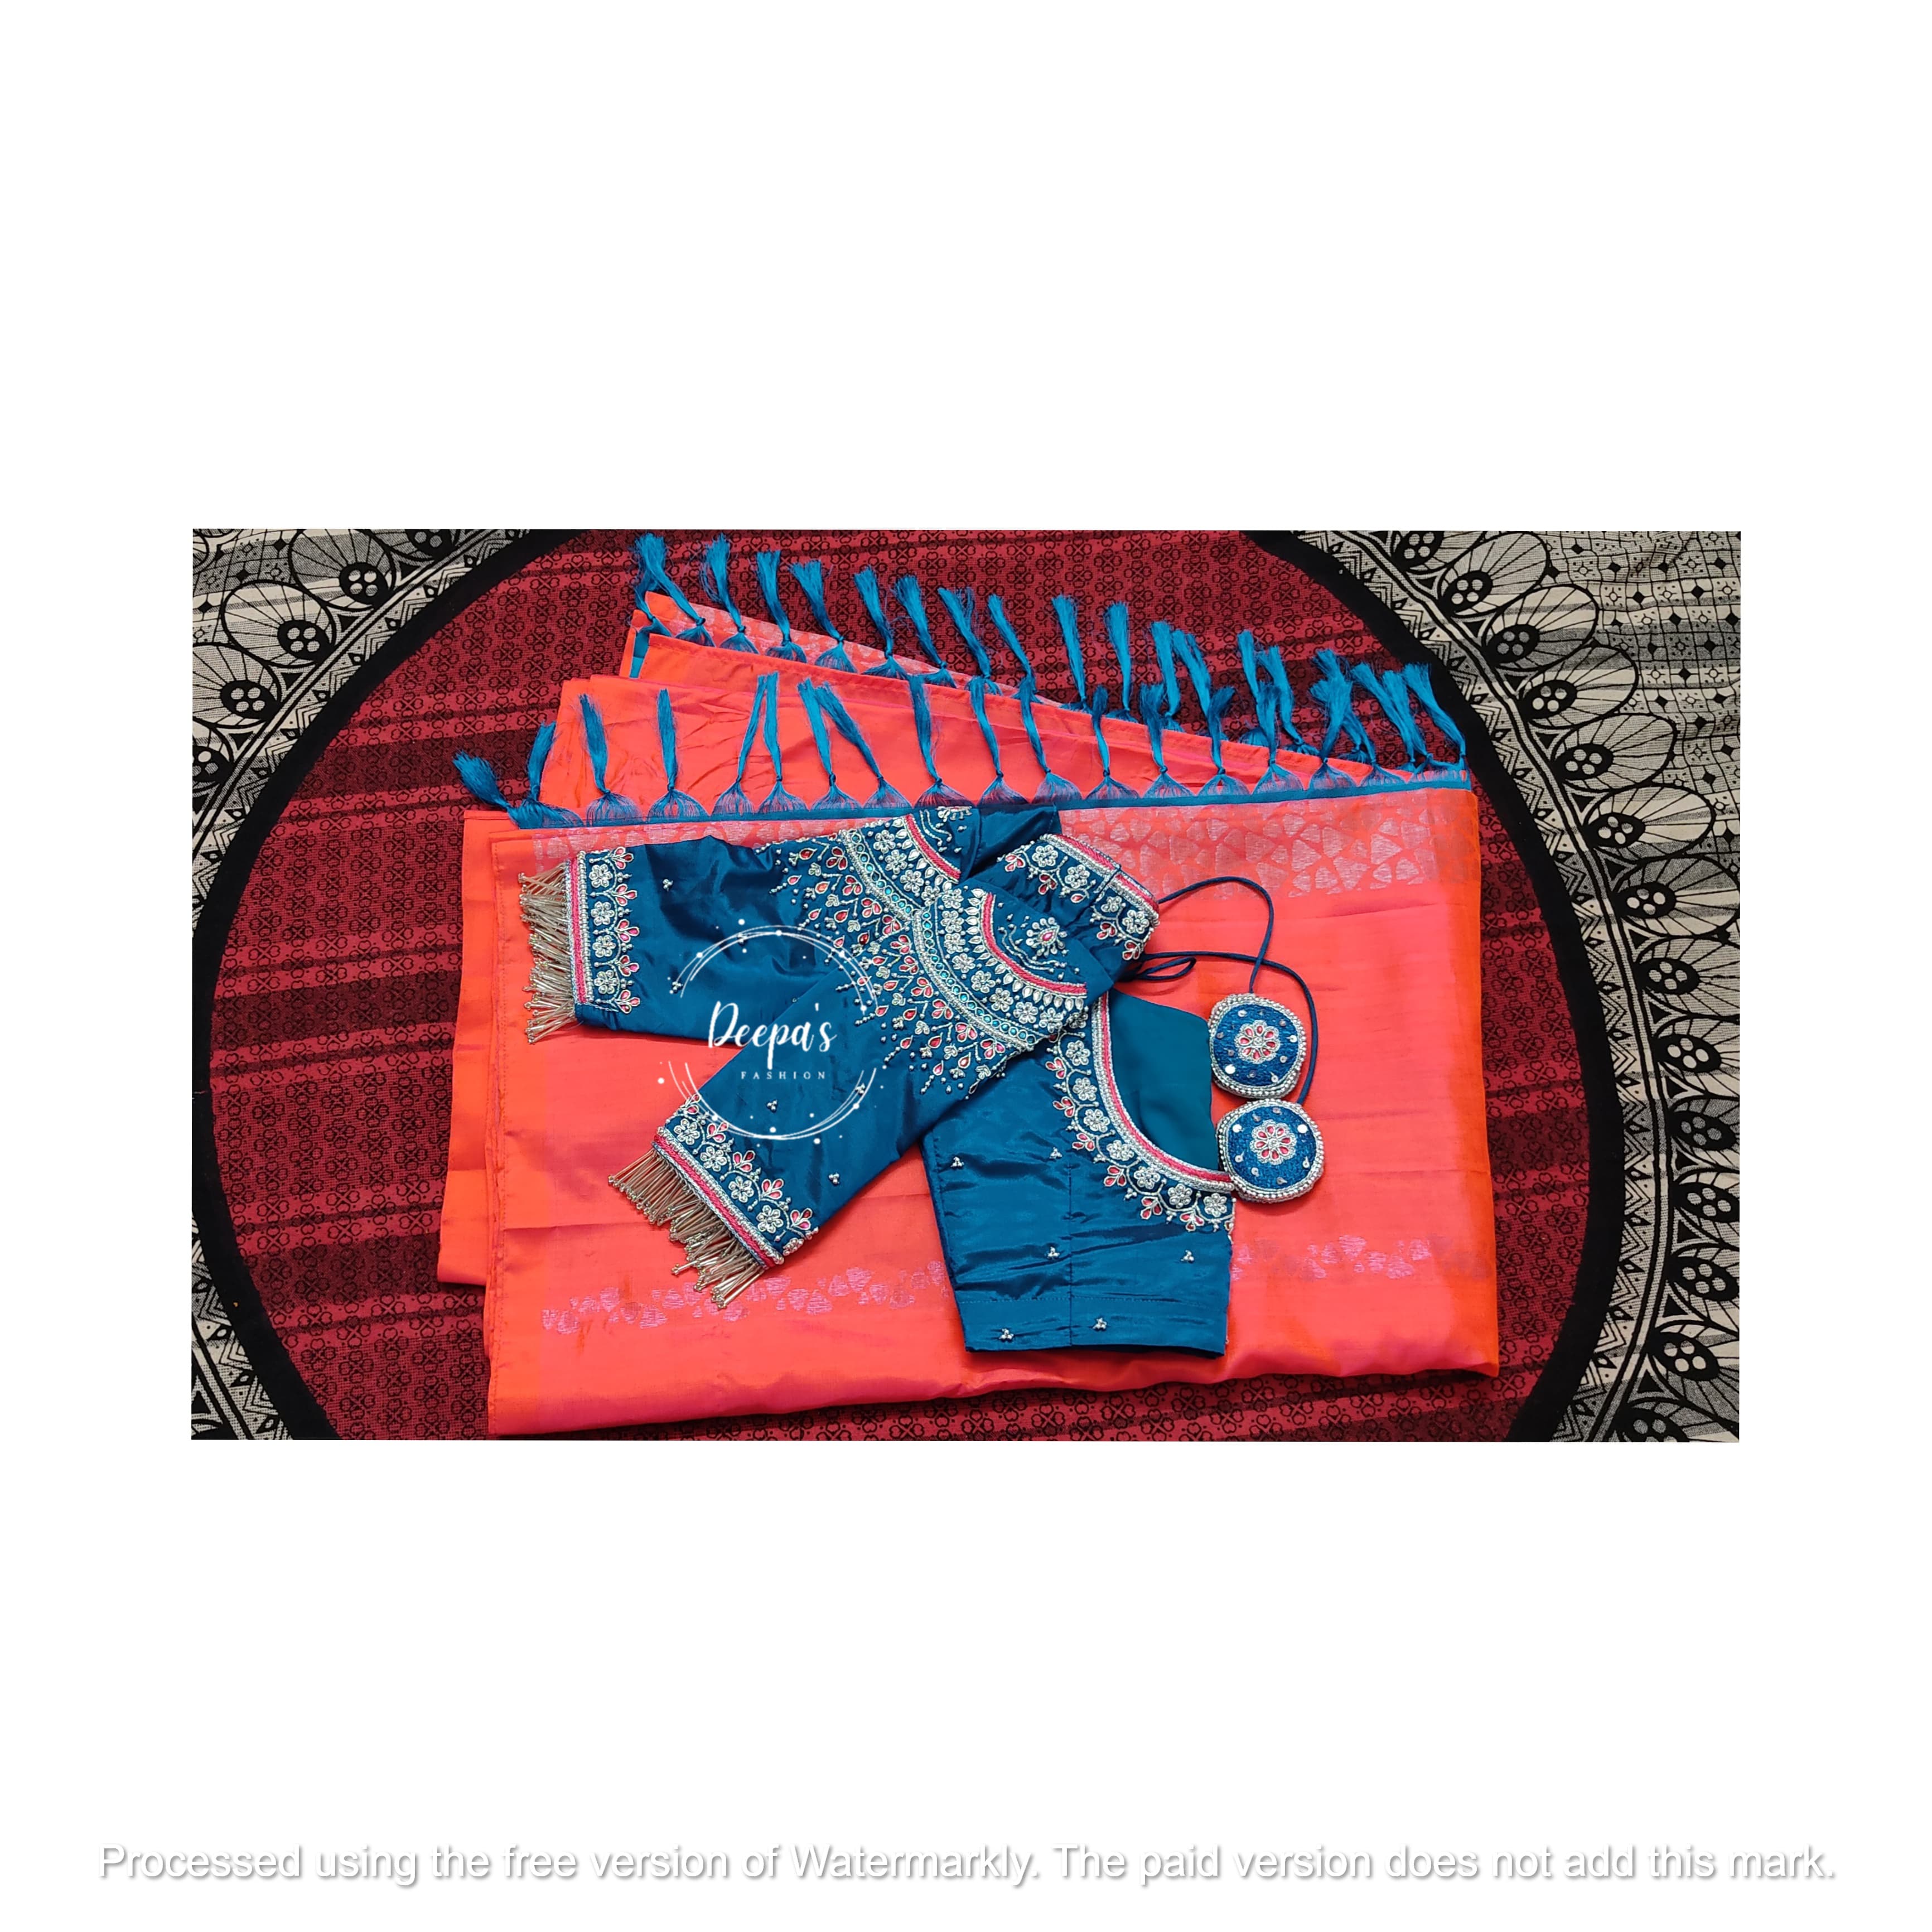 Deepa's
FASHION
Processed using the free version of Watermarkly. The paid version does not add this mark.